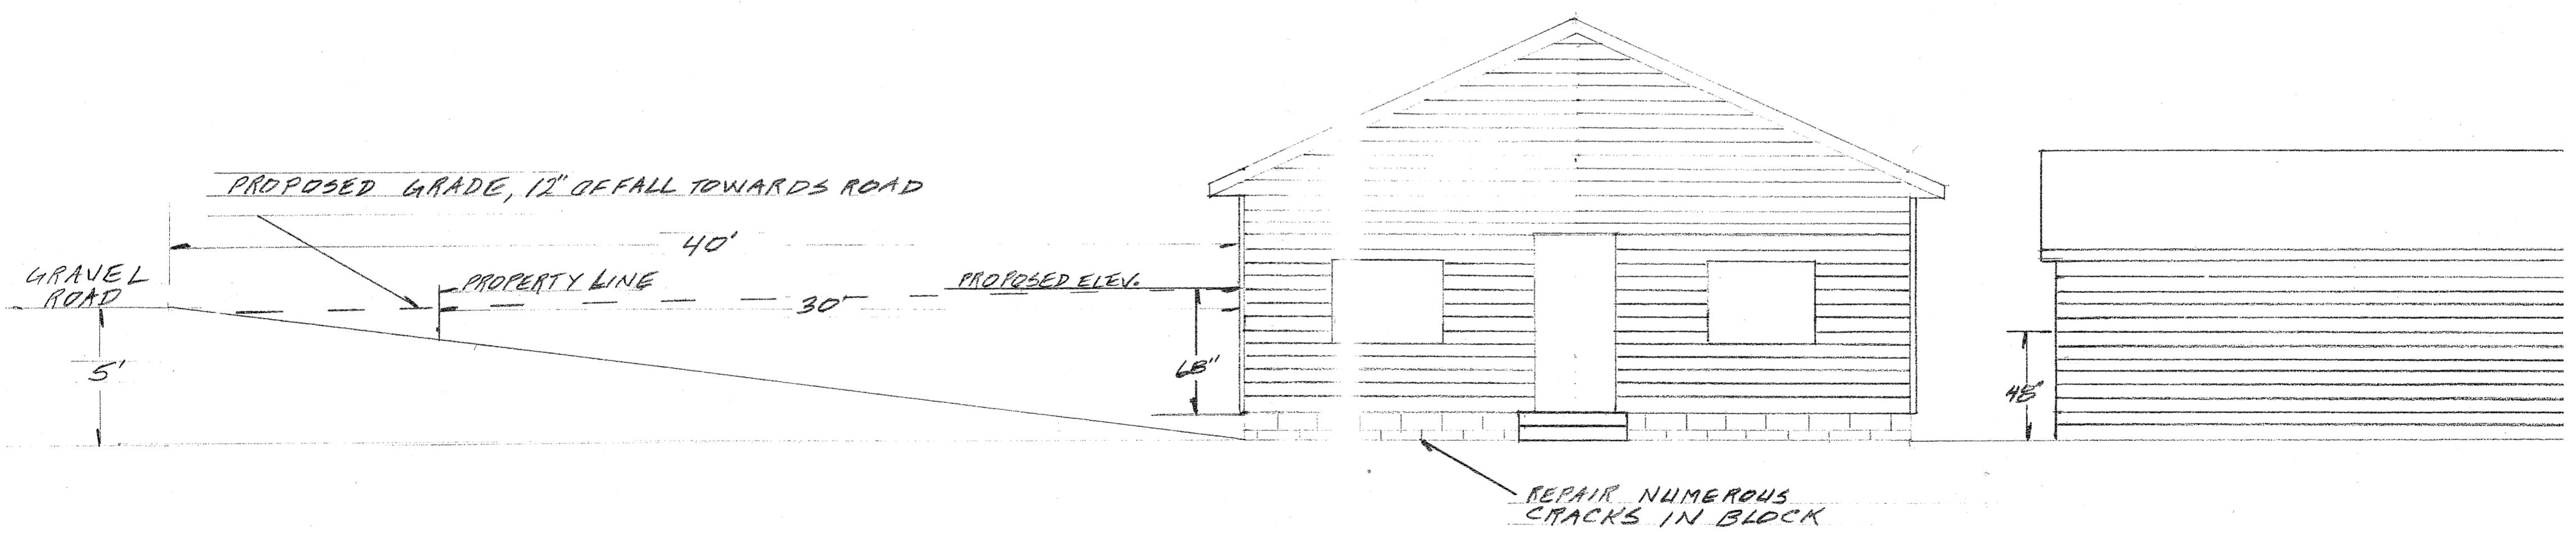 PROPOSED GRADE, 12" OF FALL TOWARDS ROAD
40'
GRAVEL
ROAD
PROPERTY LINE
PROPOSED ELEV.
30'
5'
68"
48"
REPAIR NUMEROUS
CRACKS IN BLOCK